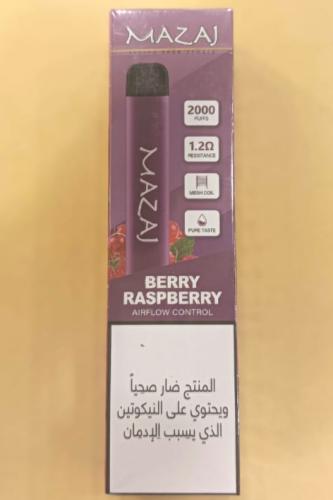 MAZAJ
MAZAJ
2000
PUFFS
1.2Ω
RESISTANCE
MESH COIL
PURE TASTE
BERRY
RASPBERRY
AIRFLOW CONTROL
المنتج ضار صحياً
ويحتوي على النيكوتين
الذي يسبب الإدمان